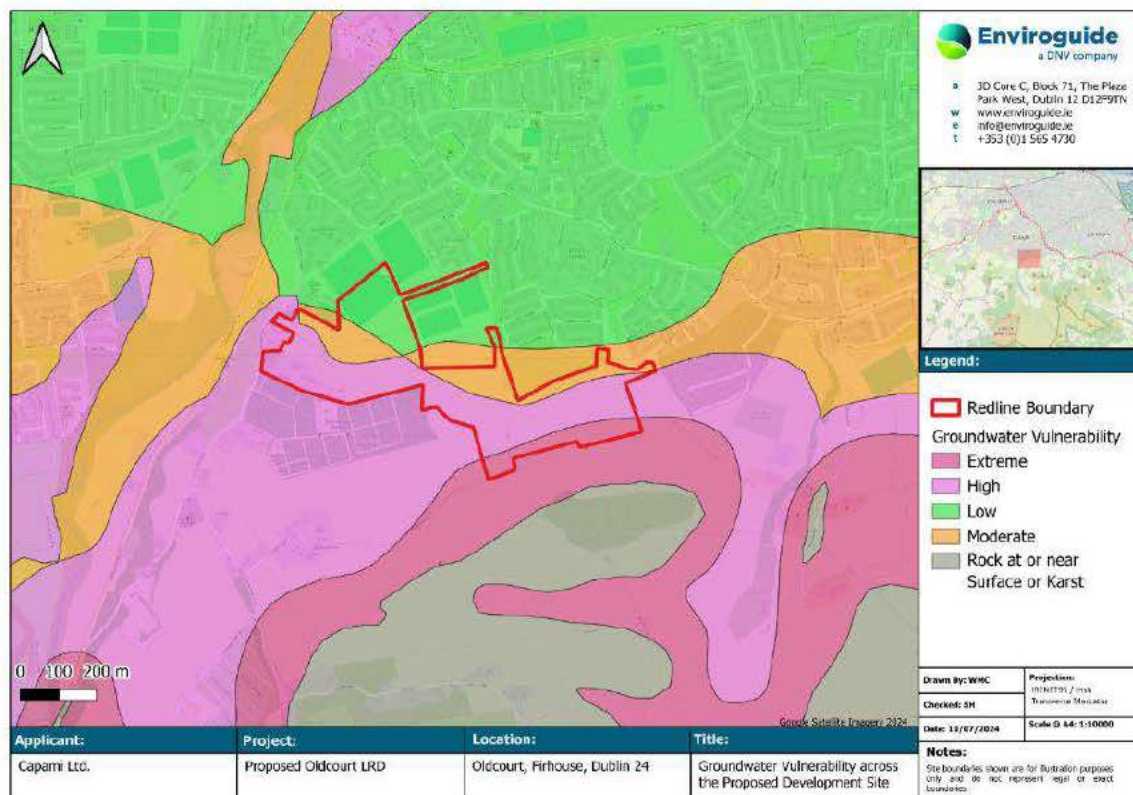 Enviroguide
a DNV company
a 3D Core C, Block 71, The Plaza
Park West, Dublin 12 D12F9TN
w www.enviroguide.ie
e info@enviroguide.ie
t +353 (0)1 565 4730
Legend:
Redline Boundary
Groundwater Vulnerability
Extreme
High
Low
Moderate
Rock at or near
Surface or Karst
0 100 200 m
Google Satellite Imagery 2024
Drawn By: WMC
Checked: SM
Date: 11/07/2024
Projection:
Transverse Mercator
Scale @ A4: 1:10000
Notes:
Site boundaries shown are for illustration purposes
only and do not represent legal or exact
boundaries
Applicant:
Capami Ltd.
Project:
Proposed Oldcourt LRD
Location:
Oldcourt, Firhouse, Dublin 24
Title:
Groundwater Vulnerability across
the Proposed Development Site